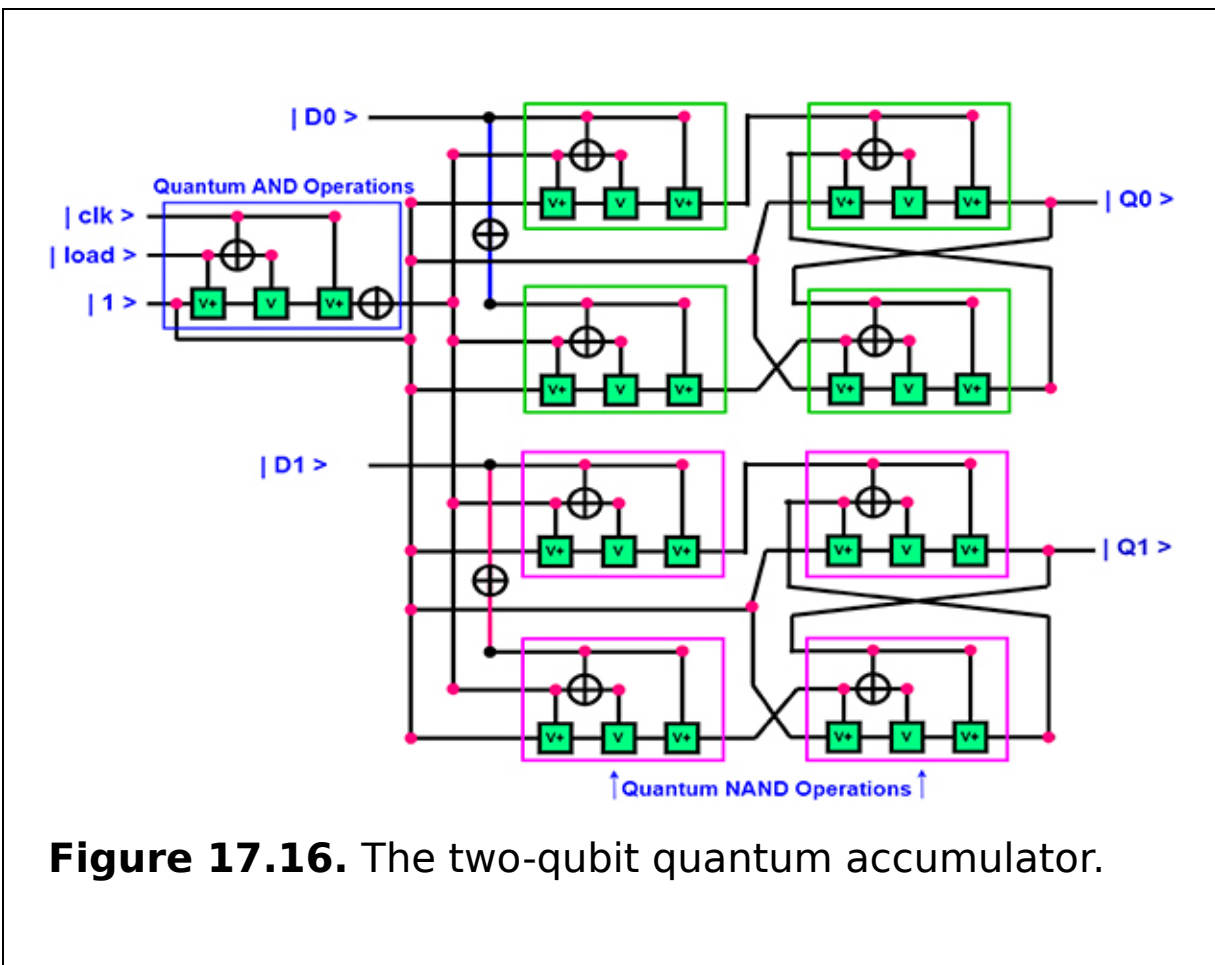 | D0 >
Quantum AND Operations
| clk >
| load >
| 1 >
V+ V V+
V+ V V+
V+ V V+
| Q0 >
V+ V V+
V+ V V+
| D1 >
V+ V V+
V+ V V+
| Q1 >
V+ V V+
V+ V V+
Quantum NAND Operations
Figure 17.16. The two-qubit quantum accumulator.